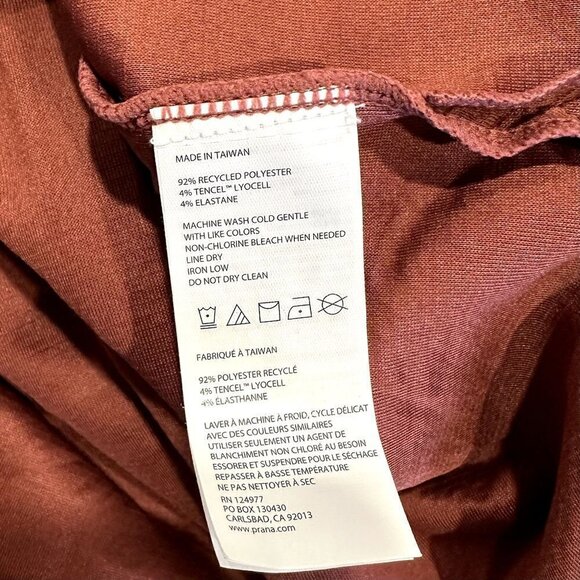 MADE IN TAIWAN
92% RECYCLED POLYESTER
4% TENCEL™ LYOCELL
4% ELASTANE
MACHINE WASH COLD GENTLE
WITH LIKE COLORS
NON-CHLORINE BLEACH WHEN NEEDED
LINE DRY
IRON LOW
DO NOT DRY CLEAN
FABRIQUÉ À TAIWAN
92% POLYESTER RECYCLÉ
4% TENCEL™ LYOCELL
4% ÉLASTHANNE
LAVER À MACHINE À FROID, CYCLE DÉLICAT
AVEC DES COULEURS SIMILAIRES
UTILISER SEULEMENT UN AGENT DE
BLANCHIMENT NON CHLORÉ AU BESOIN
ESSORER ET SUSPENDRE POUR LE SÉCHAGE
REPASSER À BASSE TEMPÉRATURE
NE PAS NETTOYER À SEC
RN 124977
PO BOX 130430
CARLSBAD, CA 92013
www.prana.com